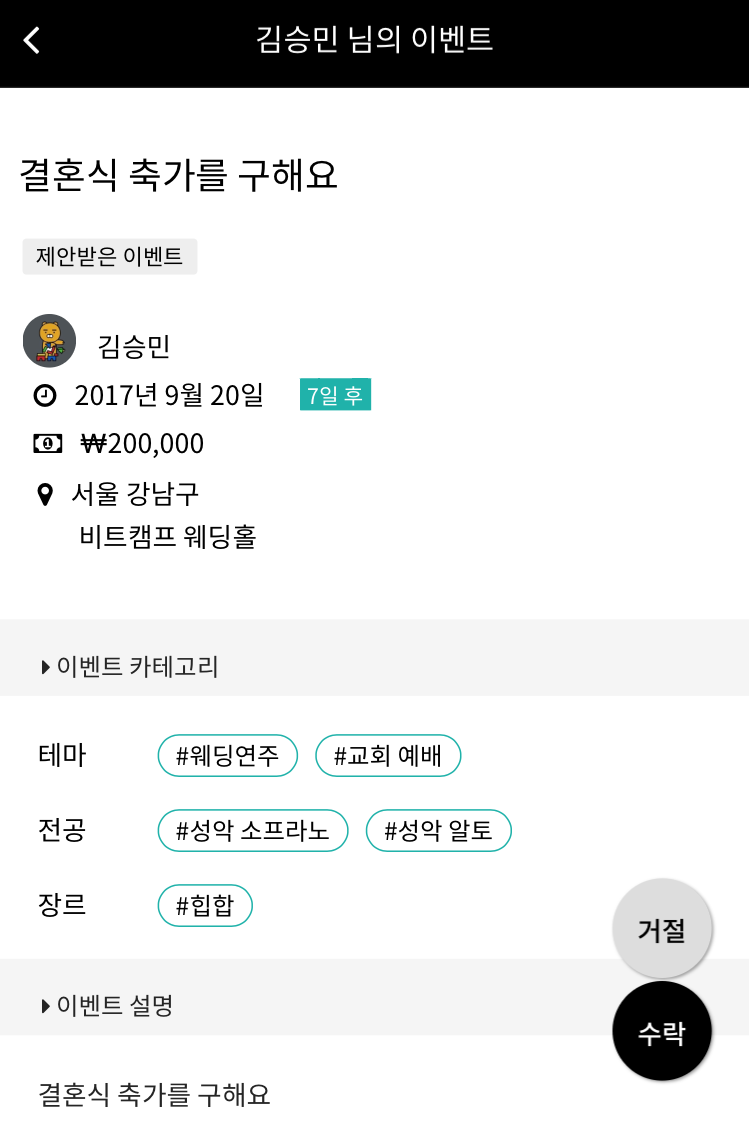 김승민 님의 이벤트
결혼식 축가를 구해요
제안받은 이벤트
김승민
2017년 9월 20일 7일 후
₩200,000
서울 강남구
비트캠프 웨딩홀
이벤트 카테고리
테마 #웨딩연주 #교회 예배
전공 #성악 소프라노 #성악 알토
장르 #힙합
거절
이벤트 설명
수락
결혼식 축가를 구해요